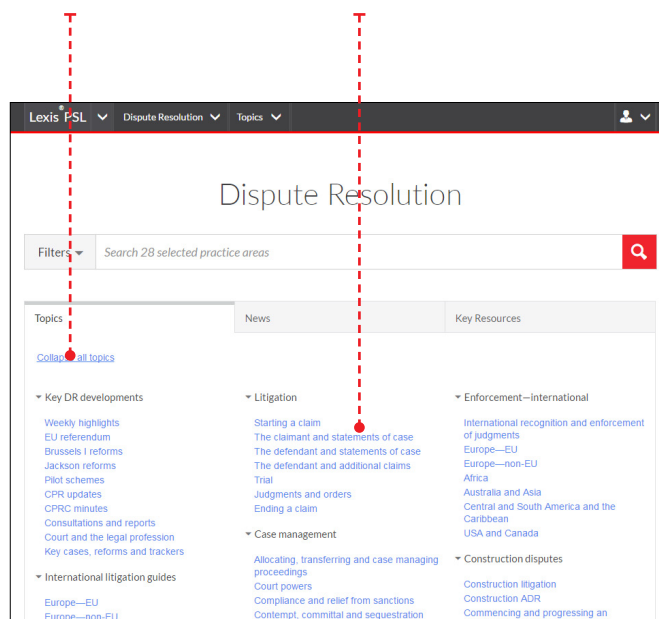 Lexis®PSL
Dispute Resolution
Topics
Dispute Resolution
Filters
Search 28 selected practice areas
Topics
News
Key Resources
Collapse all topics
Key DR developments
Weekly highlights
EU referendum
Brussels I reforms
Jackson reforms
Pilot schemes
CPR updates
CPRC minutes
Consultations and reports
Court and the legal profession
Key cases, reforms and trackers
International litigation guides
Europe—EU
Europe—non-EU
Litigation
Starting a claim
The claimant and statements of case
The defendant and statements of case
The defendant and additional claims
Trial
Judgments and orders
Ending a claim
Case management
Allocating, transferring and case managing
proceedings
Court powers
Compliance and relief from sanctions
Contempt, committal and sequestration
Enforcement—international
International recognition and enforcement
of judgments
Europe—EU
Europe—non-EU
Africa
Australia and Asia
Central and South America and the
Caribbean
USA and Canada
Construction disputes
Construction litigation
Construction ADR
Commencing and progressing an